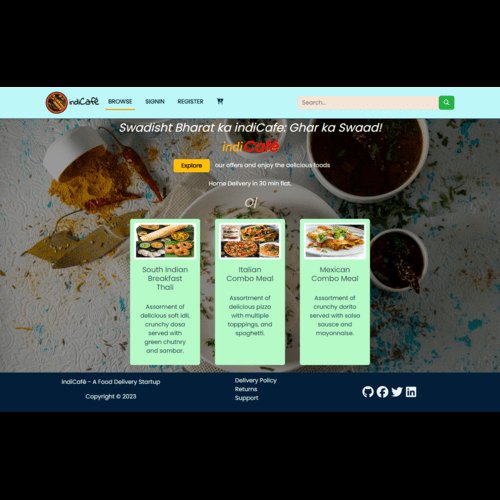 indiCafé BROWSE SIGNIN REGISTER Search...
Swadisht Bharat ka indiCafe: Ghar ka Swaad!
indiCafé
Explore our offers and enjoy the delicious foods
Home Delivery in 30 min flat.
South Indian
Breakfast
Thali
Assorment of
delicious soft idli,
crunchy dosa
served with
green chutnry
and sambar.
Italian
Combo Meal
Assortment of
delicious pizza
with multiple
topppings, and
spaghetti.
Mexican
Combo Meal
Assortment of
crunchy dorito
served with salsa
sausce and
mayonnaise.
indiCafé - A Food Delivery Startup
Copyright © 2023
Delivery Policy
Returns
Support